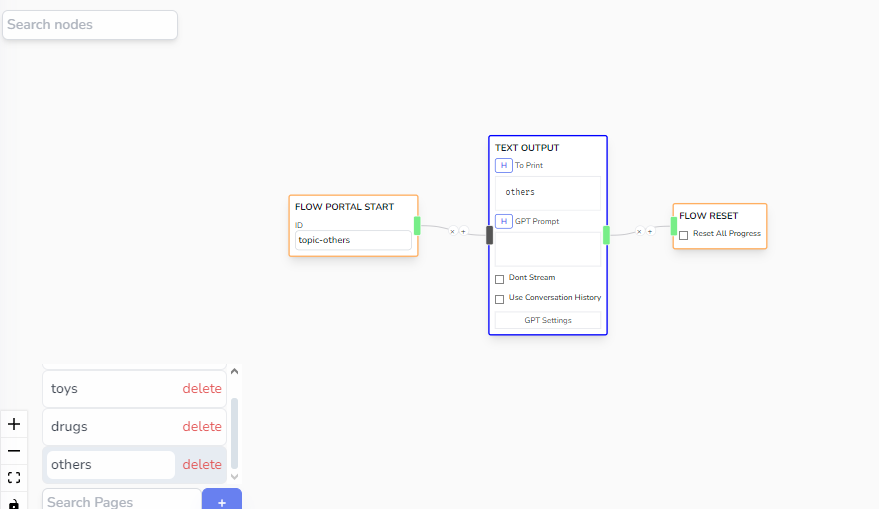 Search nodes
FLOW PORTAL START
ID
topic-others
× +
TEXT OUTPUT
H To Print
others
H GPT Prompt
Dont Stream
Use Conversation History
GPT Settings
× +
FLOW RESET
Reset All Progress
toys delete
drugs delete
others delete
Search Pages +